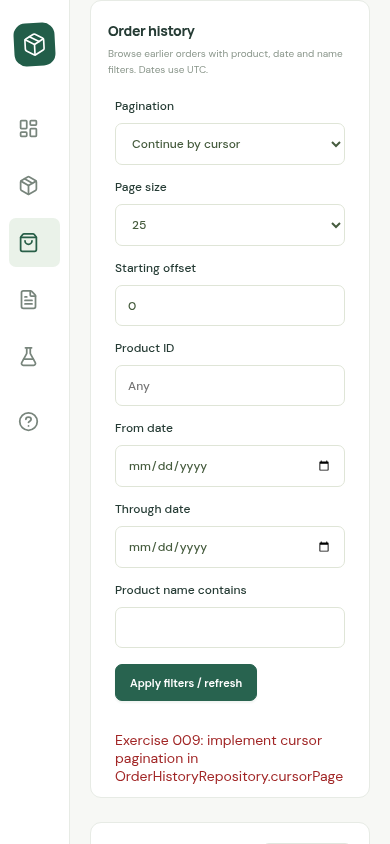 Order history
Browse earlier orders with product, date and name
filters. Dates use UTC.
Pagination
Continue by cursor
Page size
25
Starting offset
0
Product ID
Any
From date
mm/dd/yyyy
Through date
mm/dd/yyyy
Product name contains
Apply filters / refresh
Exercise 009: implement cursor
pagination in
OrderHistoryRepository.cursorPage